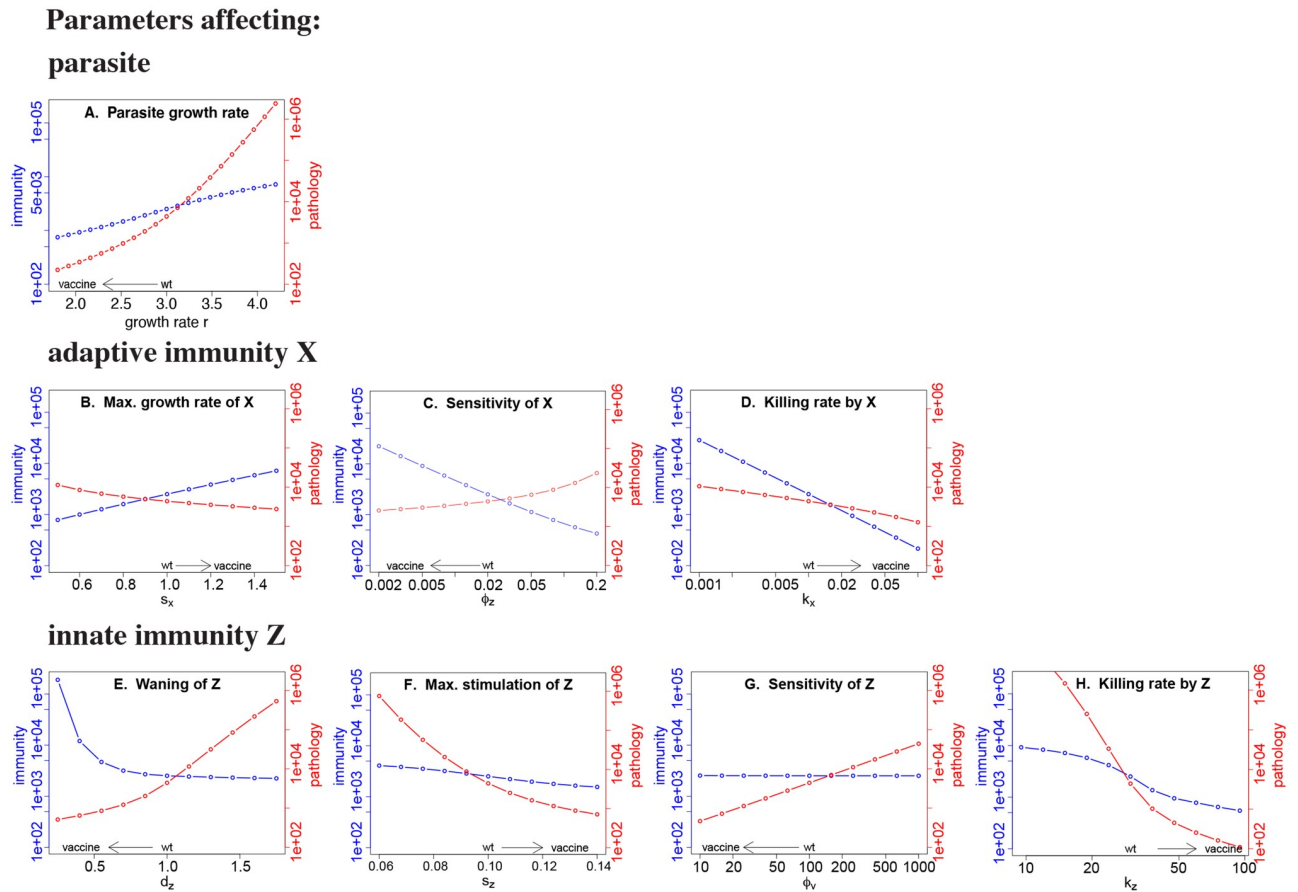 Parameters affecting:
parasite
A. Parasite growth rate
immunity
1e+02 5e+03 1e+05
pathology
1e+02 1e+04 1e+06
vaccine wt
2.0 2.5 3.0 3.5 4.0
growth rate r
adaptive immunity X
B. Max. growth rate of X
immunity
1e+02 1e+03 1e+04 1e+05
pathology
1e+02 1e+04 1e+06
wt vaccine
0.6 0.8 1.0 1.2 1.4
sx
C. Sensitivity of X
immunity
1e+02 1e+03 1e+04 1e+05
pathology
1e+02 1e+04 1e+06
vaccine wt
0.002 0.005 0.02 0.05 0.2
ϕz
D. Killing rate by X
immunity
1e+02 1e+03 1e+04 1e+05
pathology
1e+02 1e+04 1e+06
wt vaccine
0.001 0.005 0.02 0.05
kx
innate immunity Z
E. Waning of Z
immunity
1e+02 1e+03 1e+04 1e+05
pathology
1e+02 1e+04 1e+06
vaccine wt
0.5 1.0 1.5
dz
F. Max. stimulation of Z
immunity
1e+02 1e+03 1e+04 1e+05
pathology
1e+02 1e+04 1e+06
wt vaccine
0.06 0.08 0.10 0.12 0.14
sz
G. Sensitivity of Z
immunity
1e+02 1e+03 1e+04 1e+05
pathology
1e+02 1e+04 1e+06
vaccine wt
10 20 50 100 200 500 1000
ϕv
H. Killing rate by Z
immunity
1e+02 1e+03 1e+04 1e+05
pathology
1e+02 1e+04 1e+06
wt vaccine
10 20 50 100
kz